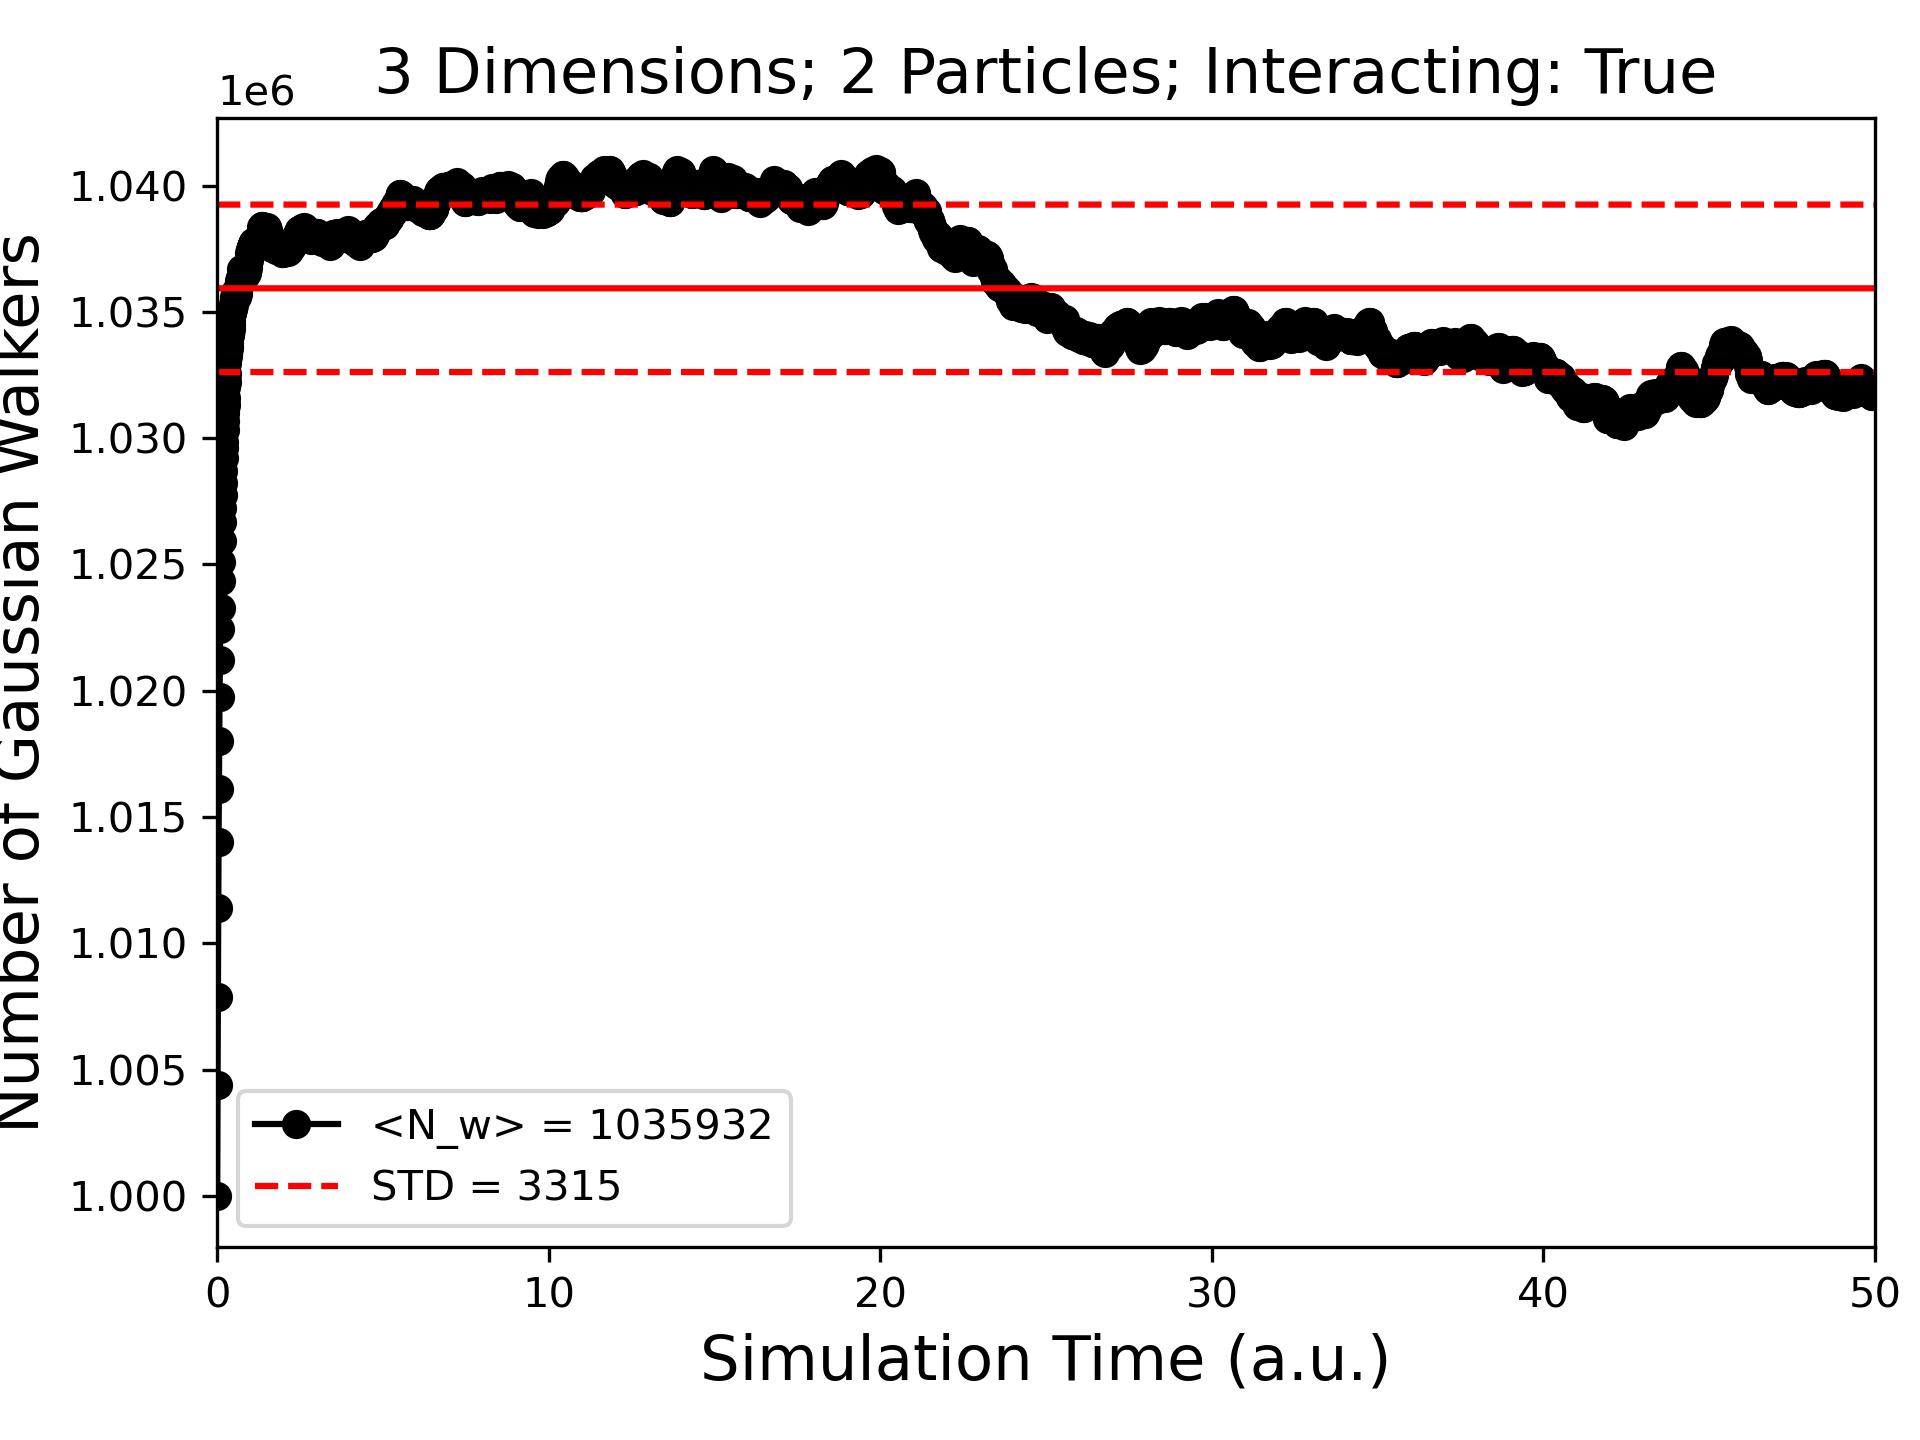 3 Dimensions; 2 Particles; Interacting: True
1e6
Number of Gaussian Walkers
1.040
1.035
1.030
1.025
1.020
1.015
1.010
1.005
1.000
<N_w> = 1035932
STD = 3315
0 10 20 30 40 50
Simulation Time (a.u.)